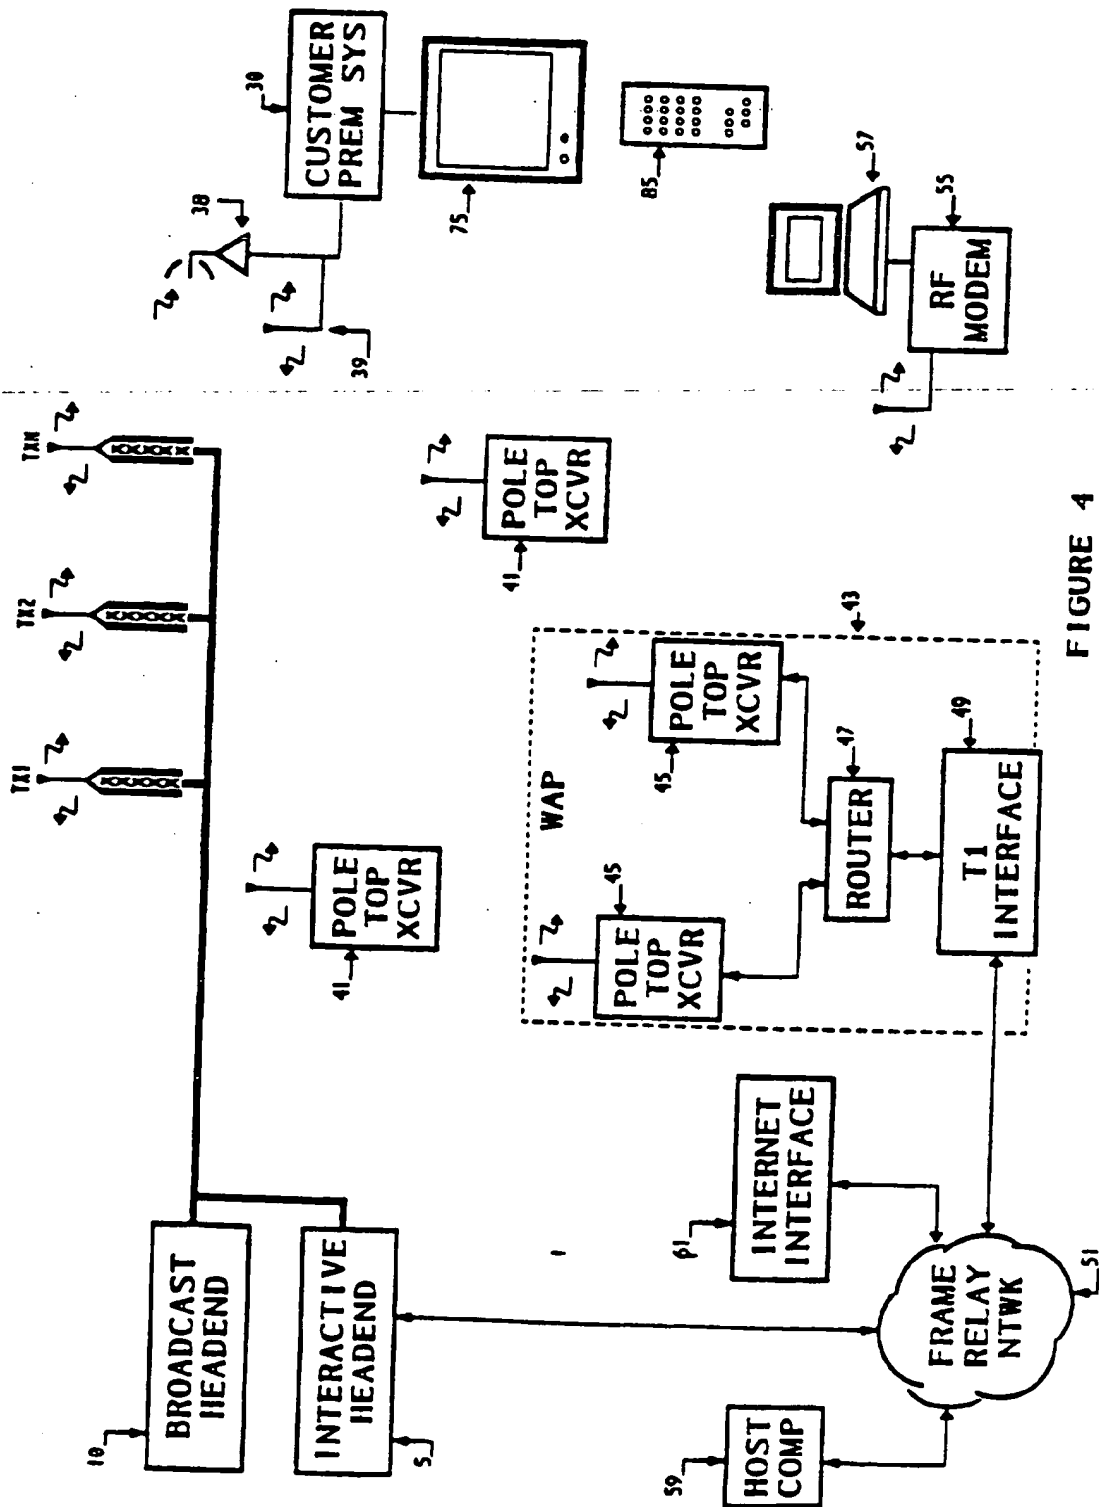 TX1
TX2
TXN
10
BROADCAST
HEADEND
INTERACTIVE
HEADEND
5
POLE
TOP
XCVR
41
POLE
TOP
XCVR
41
38
39
30
CUSTOMER
PREM SYS
75
85
57
RF
MODEM
55
WAP
43
POLE
TOP
XCVR
45
POLE
TOP
XCVR
45
ROUTER
47
T1
INTERFACE
49
INTERNET
INTERFACE
61
FRAME
RELAY
NTWK
51
59
HOST
COMP
FIGURE 4